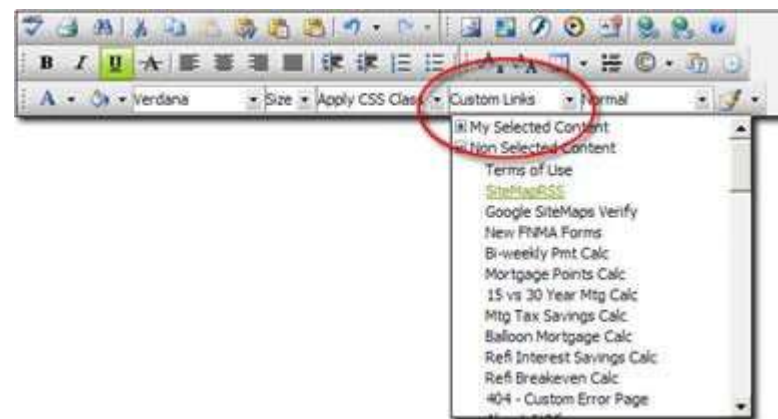 B I U A
A Verdana Size Apply CSS Class Custom Links Normal
My Selected Content
Non Selected Content
Terms of Use
SiteMapRSS
Google SiteMaps Verify
New FNMA Forms
Bi-weekly Pmt Calc
Mortgage Points Calc
15 vs 30 Year Mtg Calc
Mtg Tax Savings Calc
Balloon Mortgage Calc
Refi Interest Savings Calc
Refi Breakeven Calc
404 - Custom Error Page